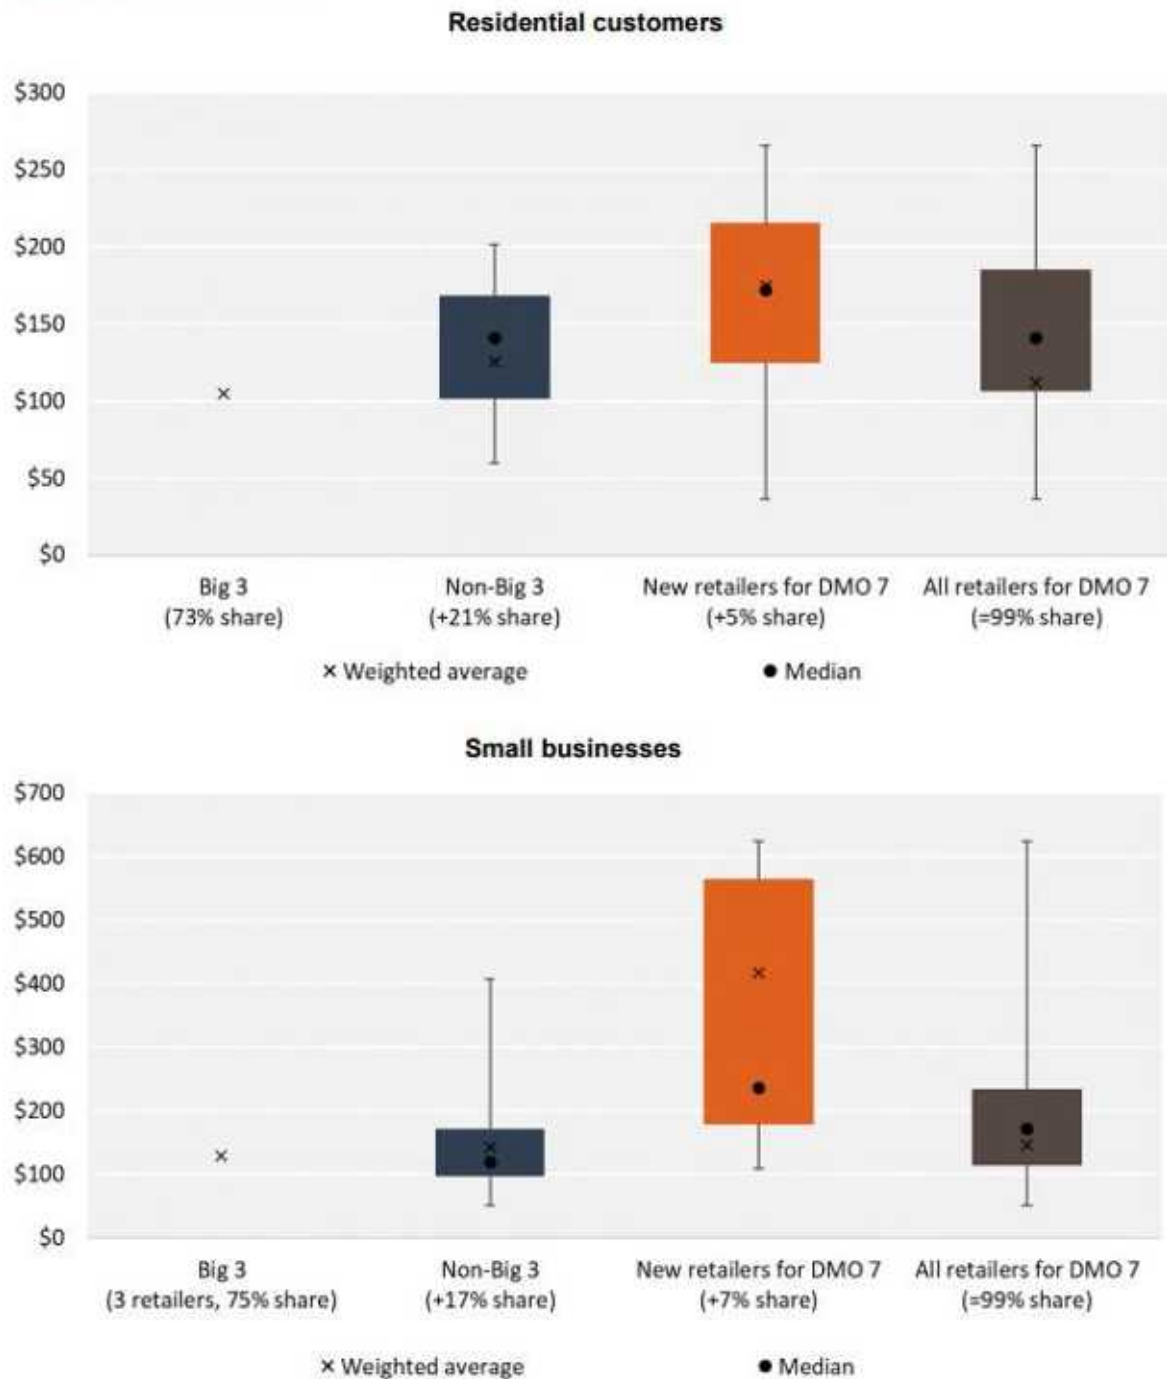 Residential customers
$300
$250
$200
$150
$100
$50
$0
Big 3
(73% share)
Non-Big 3
(+21% share)
New retailers for DMO 7
(+5% share)
All retailers for DMO 7
(=99% share)
× Weighted average
● Median
Small businesses
$700
$600
$500
$400
$300
$200
$100
$0
Big 3
(3 retailers, 75% share)
Non-Big 3
(+17% share)
New retailers for DMO 7
(+7% share)
All retailers for DMO 7
(=99% share)
× Weighted average
● Median